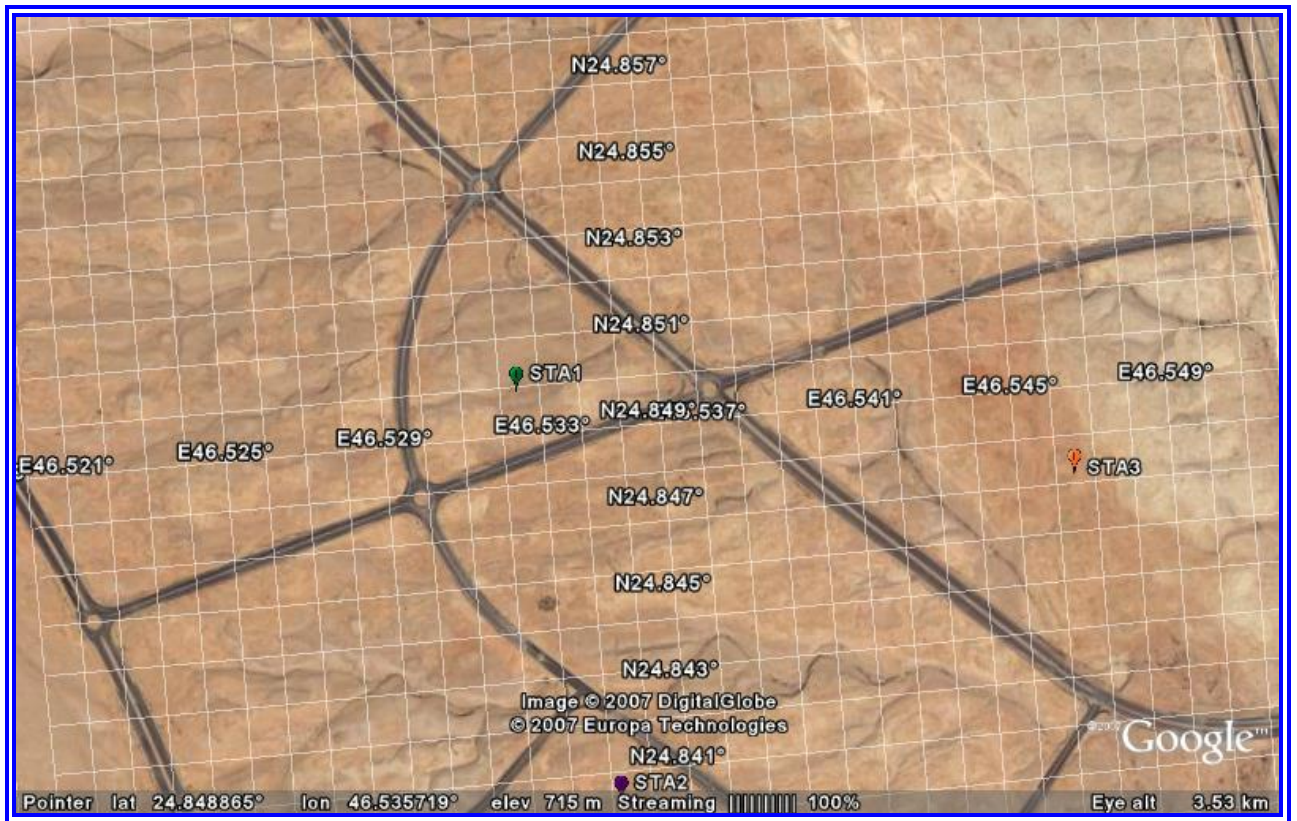 N24.857°
N24.855°
N24.853°
N24.851°
STA1
E46.549°
E46.545°
E46.541°
N24.849°
.537°
E46.533°
E46.529°
E46.525°
E46.521°
STA3
N24.847°
N24.845°
N24.843°
Image © 2007 DigitalGlobe
© 2007 Europa Technologies
©2007 Google™
N24.841°
STA2
Pointer lat 24.848865° lon 46.535719° elev 715 m Streaming |||||||||| 100% Eye alt 3.53 km